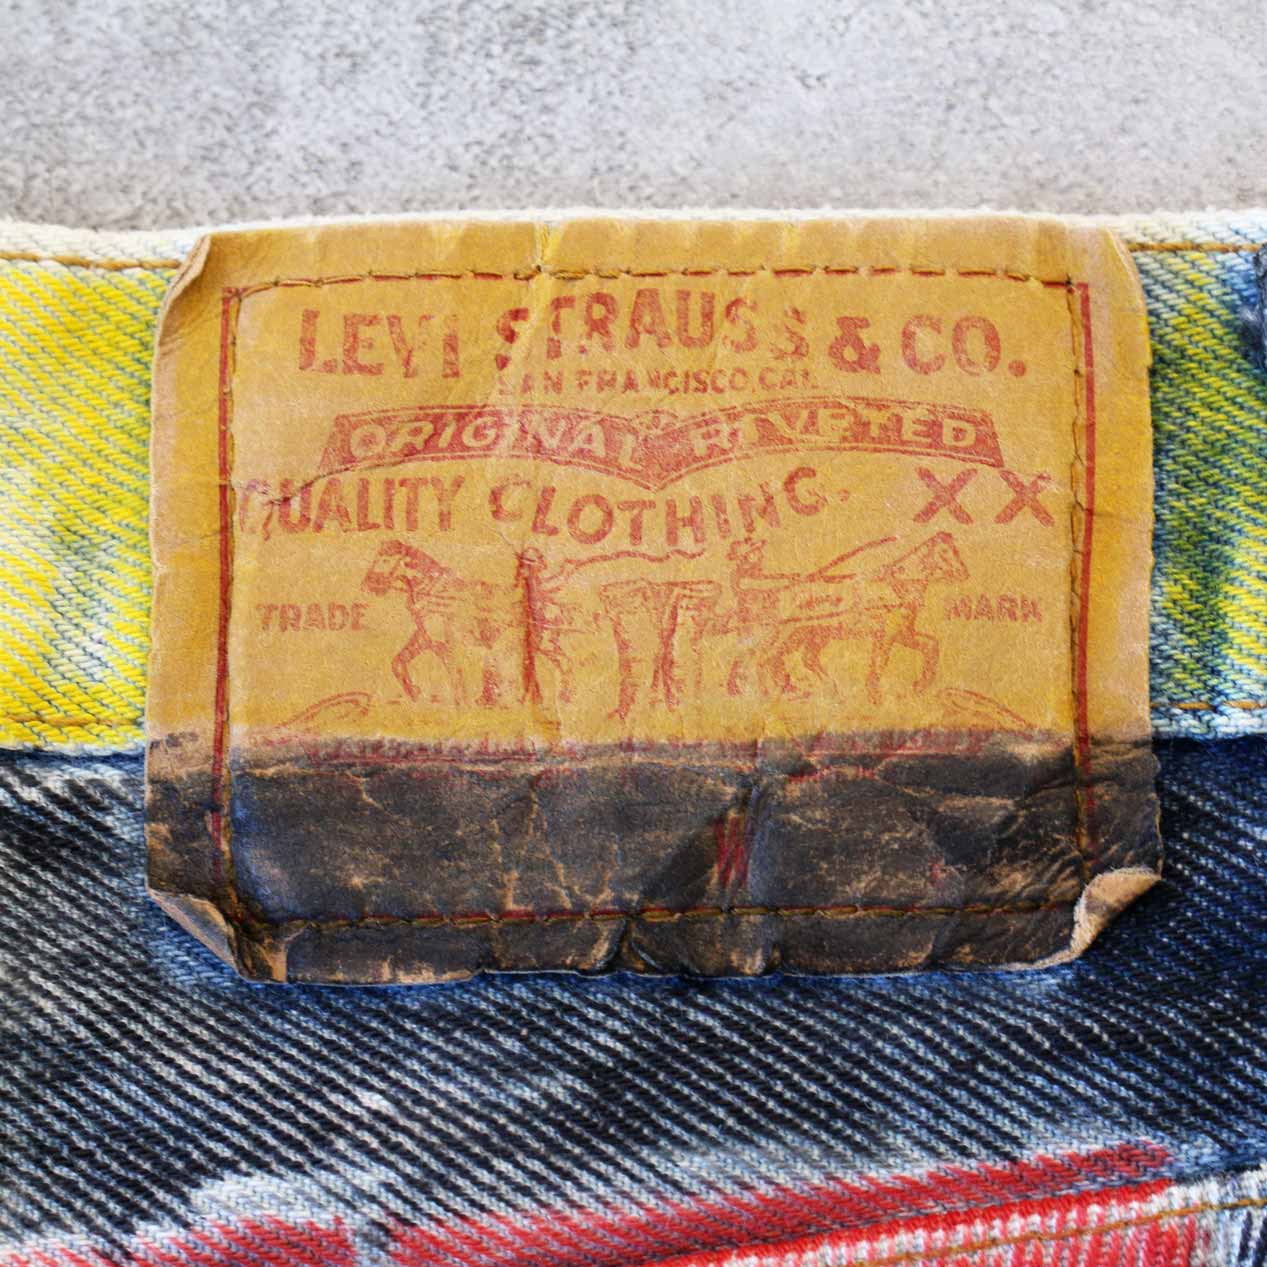 LEVI STRAUSS & CO.
SAN FRANCISCO, CAL.
ORIGINAL RIVETED
QUALITY CLOTHING. XX
TRADE MARK